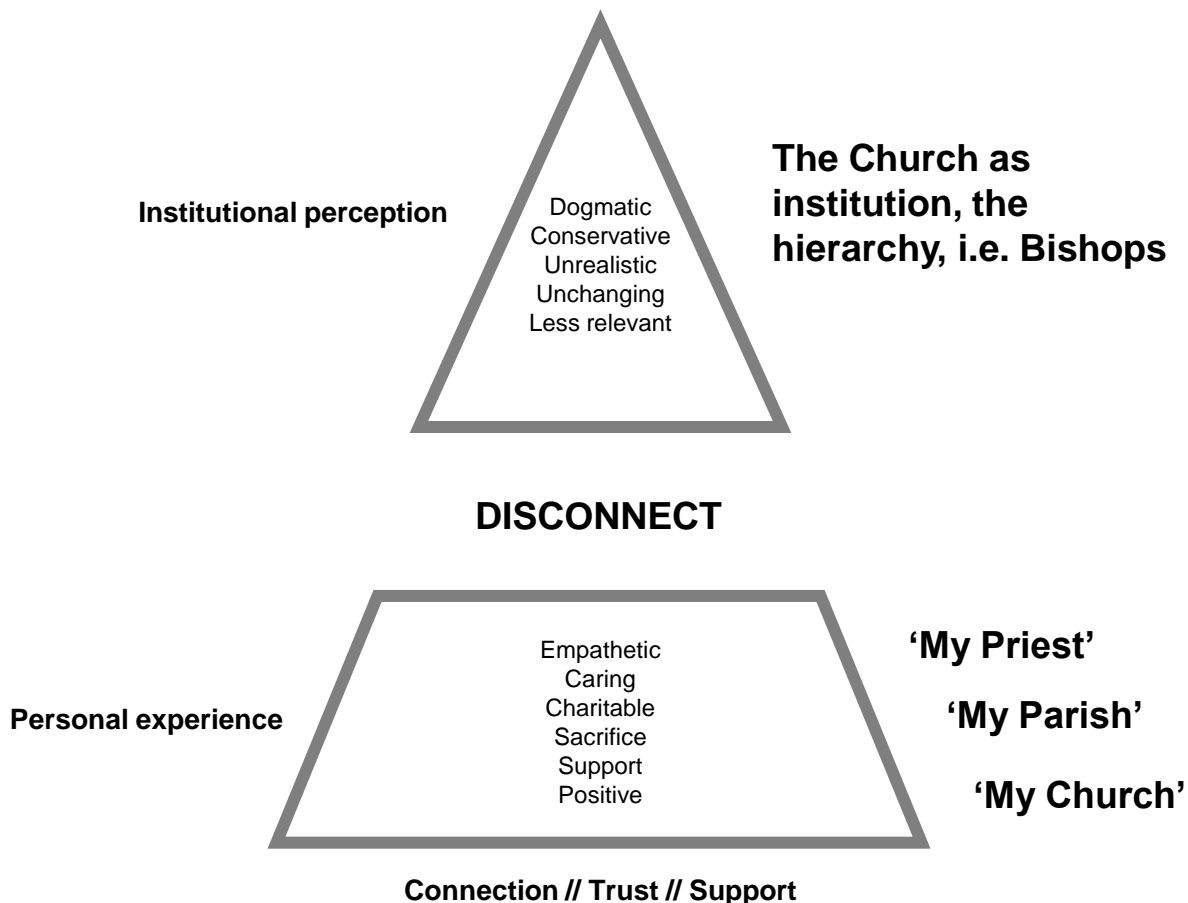 Institutional perception
Dogmatic
Conservative
Unrealistic
Unchanging
Less relevant
The Church as
institution, the
hierarchy, i.e. Bishops
DISCONNECT
Personal experience
Empathetic
Caring
Charitable
Sacrifice
Support
Positive
‘My Priest’
‘My Parish’
‘My Church’
Connection // Trust // Support